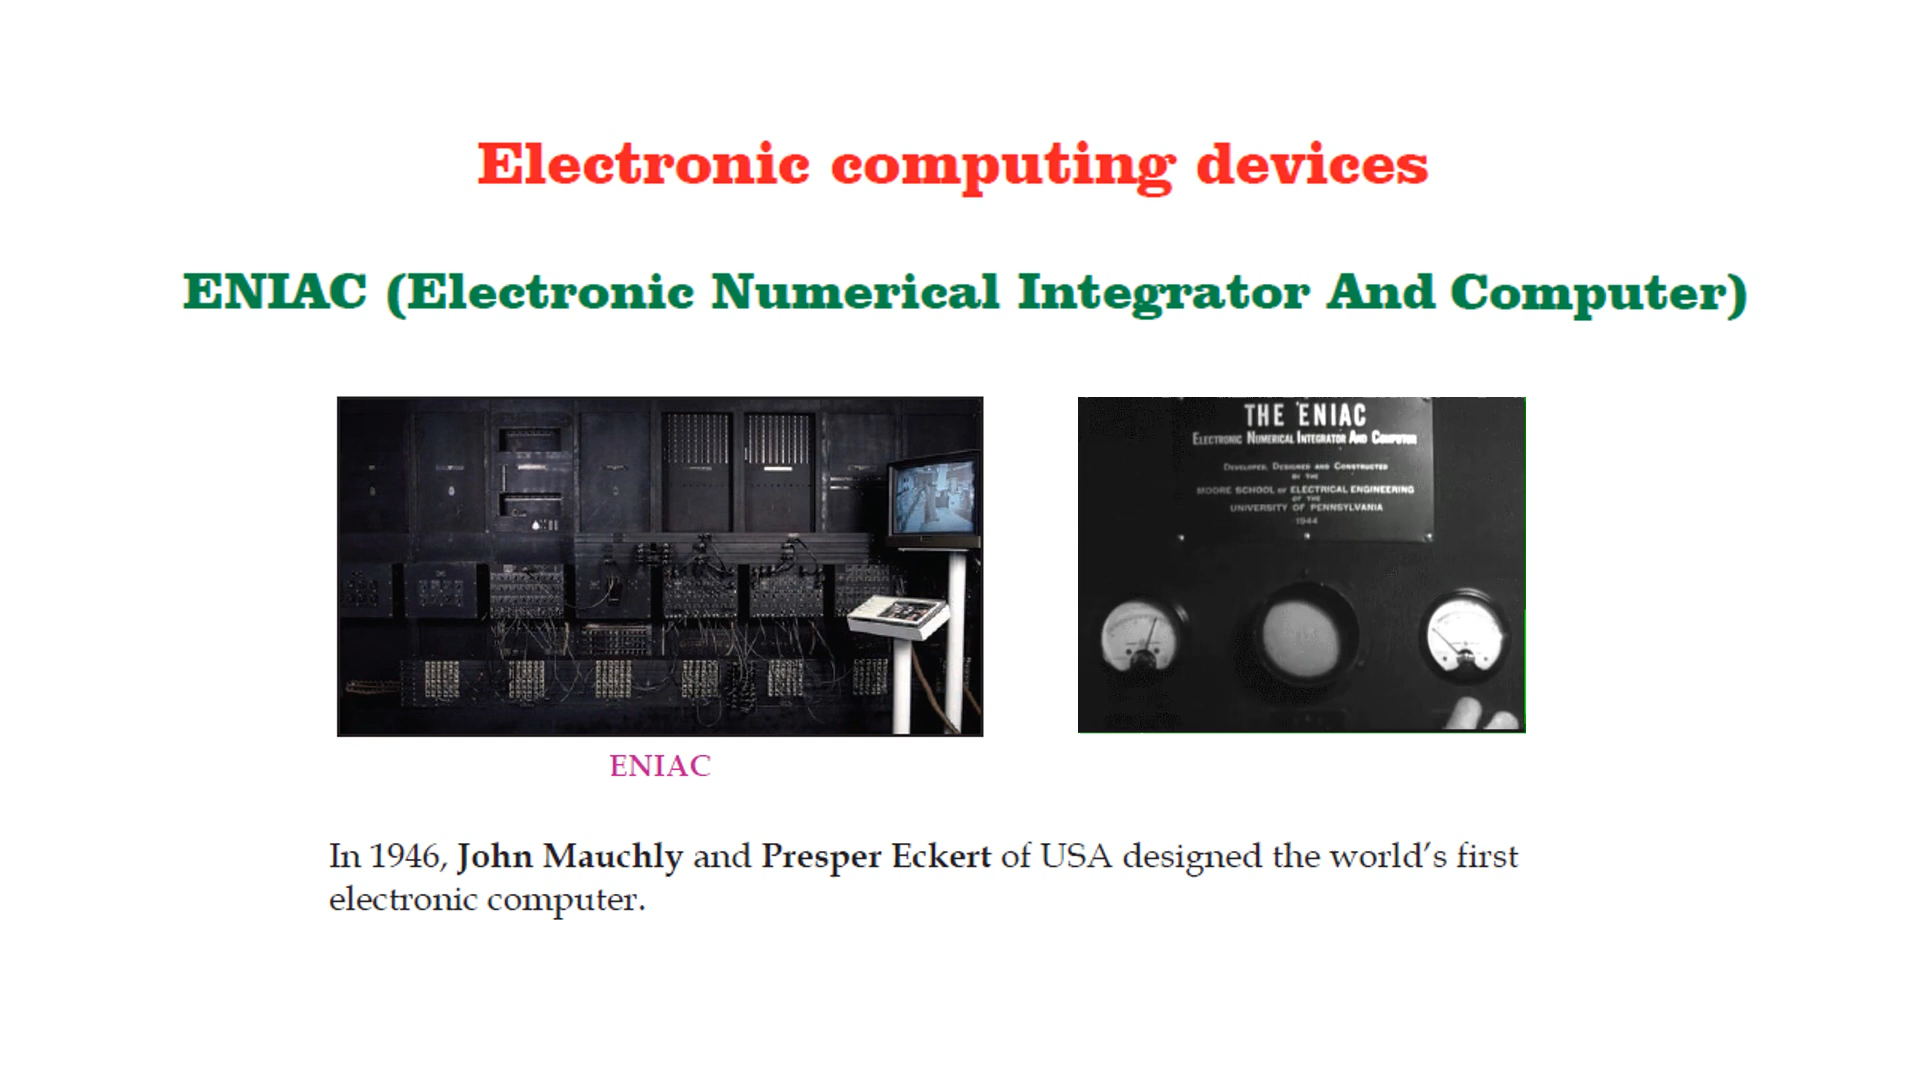 Electronic computing devices
ENIAC (Electronic Numerical Integrator And Computer)
THE ENIAC
ELECTRONIC NUMERICAL INTEGRATOR AND COMPUTER
DEVELOPED, DESIGNED AND CONSTRUCTED
BY THE
MOORE SCHOOL OF ELECTRICAL ENGINEERING
OF THE
UNIVERSITY OF PENNSYLVANIA
1944
ENIAC
In 1946, John Mauchly and Presper Eckert of USA designed the world's first
electronic computer.